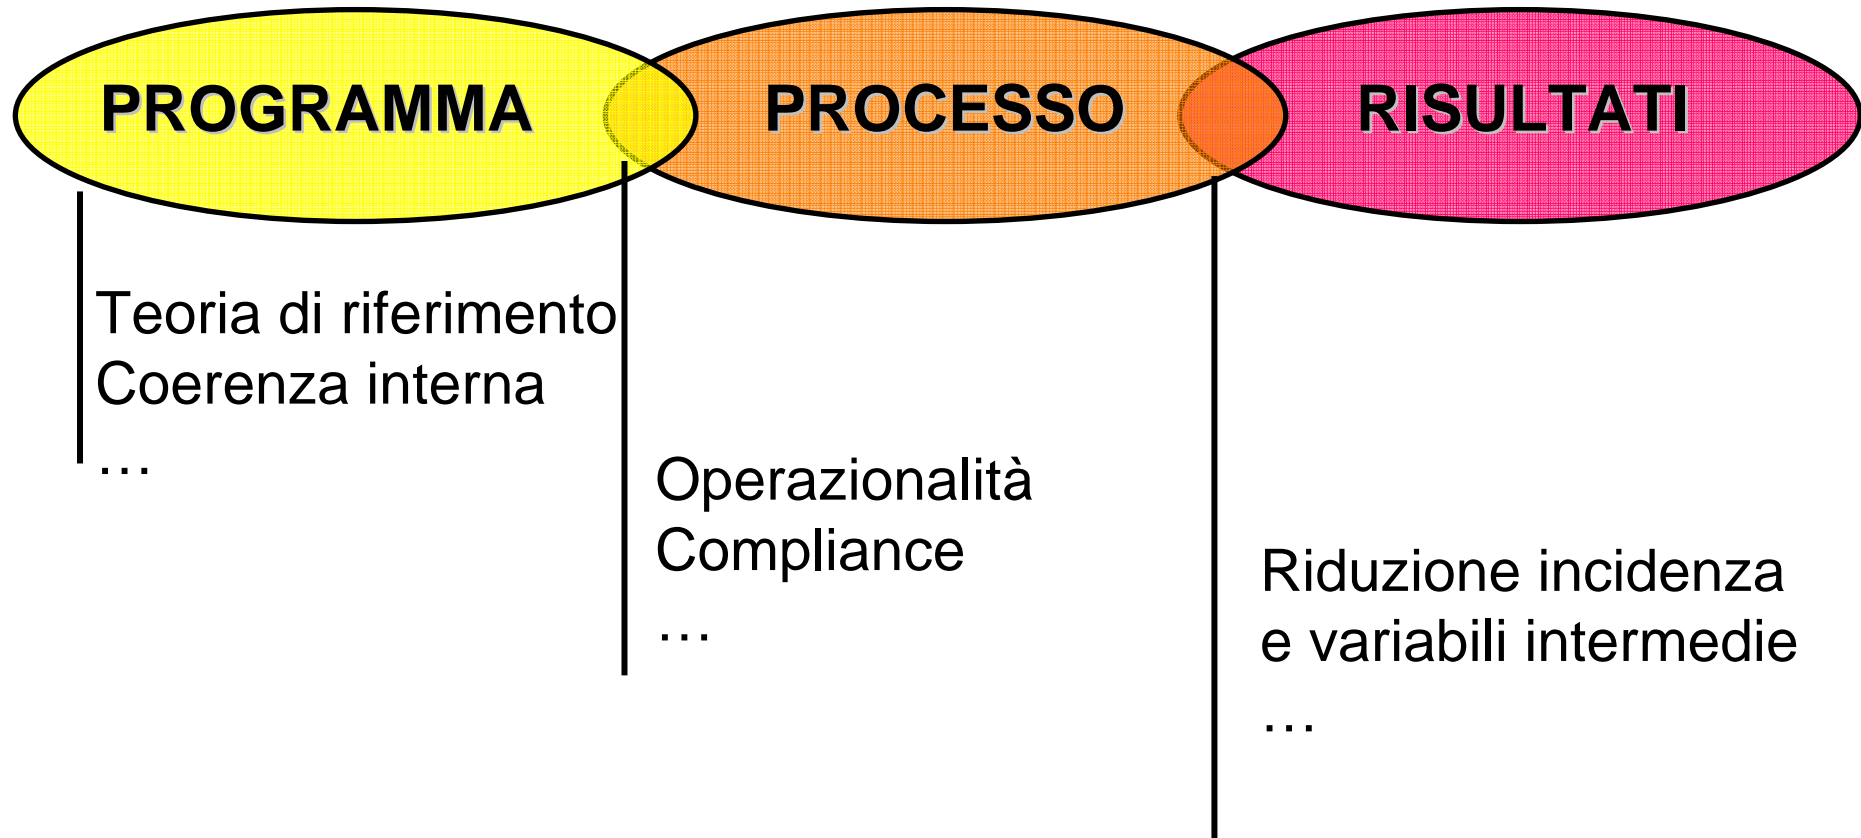 PROGRAMMA
PROCESSO
RISULTATI
Teoria di riferimento
Coerenza interna
…
Operazionalità
Compliance
…
Riduzione incidenza
e variabili intermedie
…